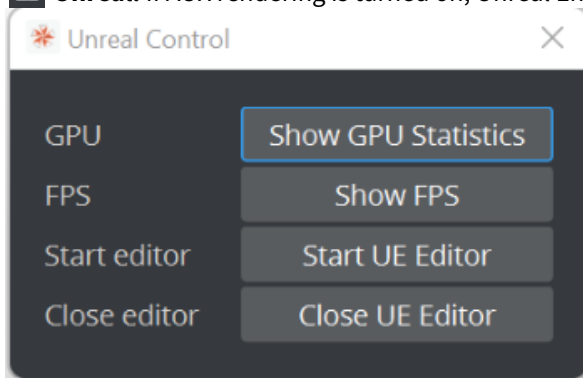 Unreal Control
GPU Show GPU Statistics
FPS Show FPS
Start editor Start UE Editor
Close editor Close UE Editor